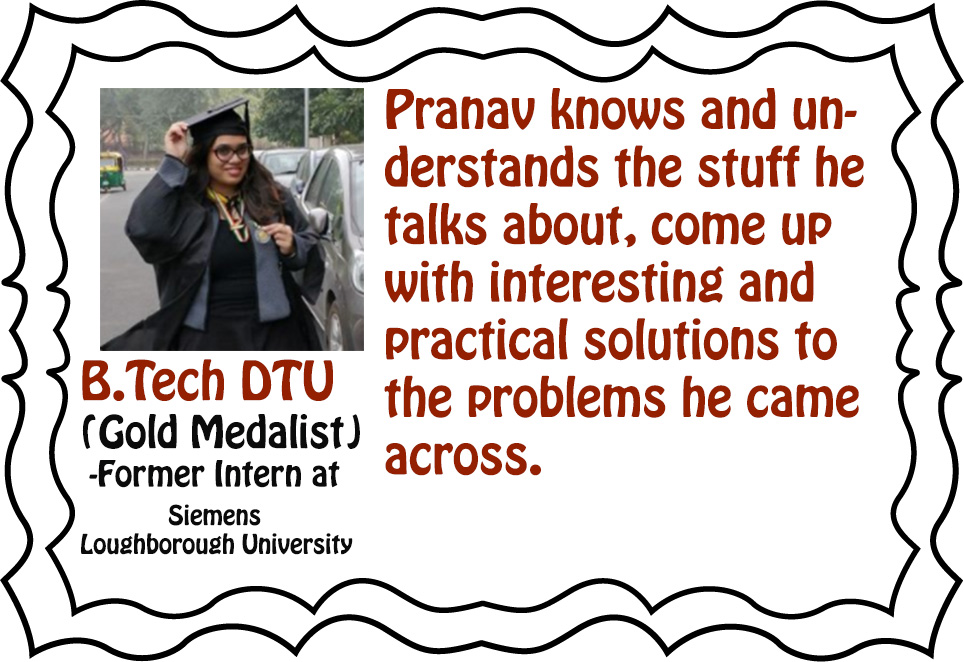 Pranav knows and un-
derstands the stuff he
talks about, come up
with interesting and
practical solutions to
the problems he came
across.
B.Tech DTU
(Gold Medalist)
-Former Intern at
Siemens
Loughborough University